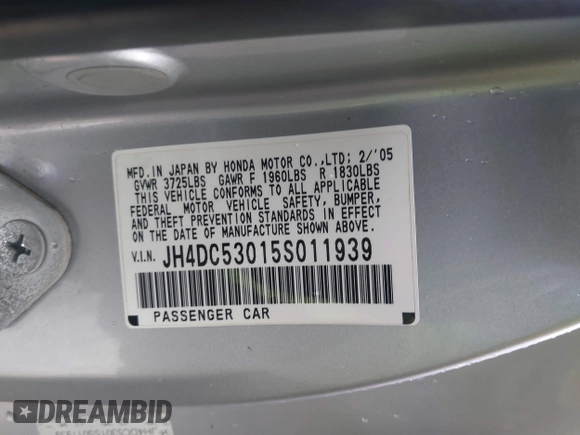 MFD.IN JAPAN BY HONDA MOTOR CO.,LTD; 2/'05
GVWR 3725LBS GAWR F 1960LBS R 1830LBS
THIS VEHICLE CONFORMS TO ALL APPLICABLE
FEDERAL MOTOR VEHICLE SAFETY, BUMPER,
AND THEFT PREVENTION STANDARDS IN EFFECT
ON THE DATE OF MANUFACTURE SHOWN ABOVE.
V.I.N. JH4DC53015S011939
PASSENGER CAR
EPICVIN.COM